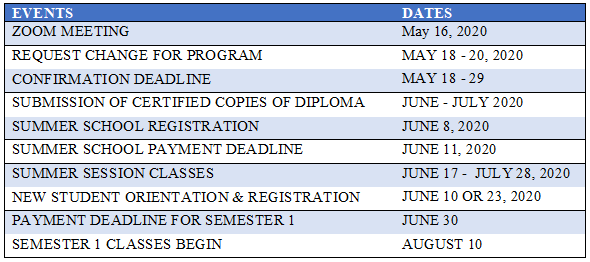 EVENTS DATES
ZOOM MEETING May 16, 2020
REQUEST CHANGE FOR PROGRAM MAY 18 - 20, 2020
CONFIRMATION DEADLINE MAY 18 - 29
SUBMISSION OF CERTIFIED COPIES OF DIPLOMA JUNE - JULY 2020
SUMMER SCHOOL REGISTRATION JUNE 8, 2020
SUMMER SCHOOL PAYMENT DEADLINE JUNE 11, 2020
SUMMER SESSION CLASSES JUNE 17 - JULY 28, 2020
NEW STUDENT ORIENTATION & REGISTRATION JUNE 10 OR 23, 2020
PAYMENT DEADLINE FOR SEMESTER 1 JUNE 30
SEMESTER 1 CLASSES BEGIN AUGUST 10